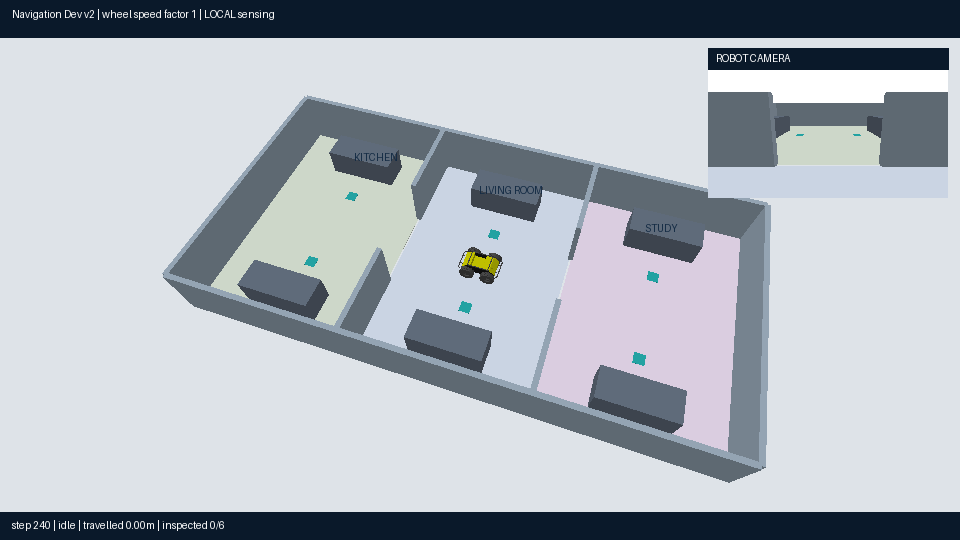 Navigation Dev v2 | wheel speed factor 1 | LOCAL sensing
ROBOT CAMERA
KITCHEN
LIVING ROOM
STUDY
step 240 | idle | travelled 0.00m | inspected 0/6